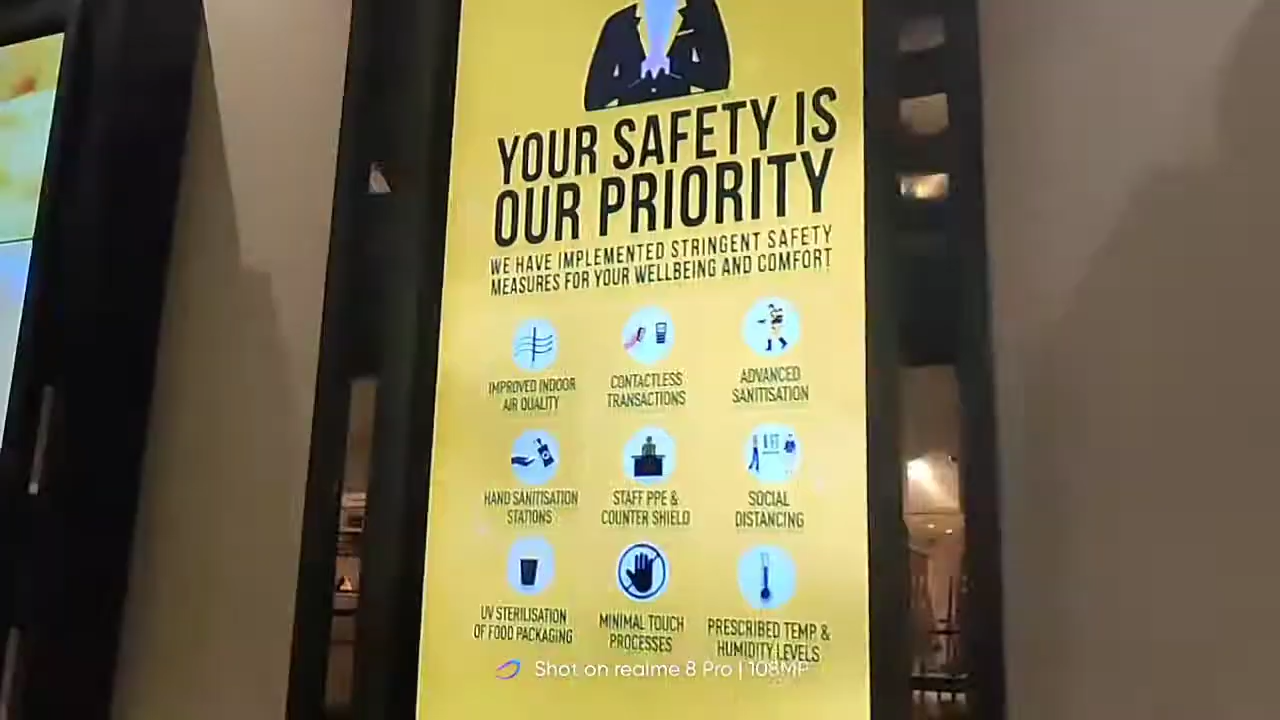 YOUR SAFETY IS
OUR PRIORITY
WE HAVE IMPLEMENTED STRINGENT SAFETY
MEASURES FOR YOUR WELLBEING AND COMFORT
IMPROVED INDOOR
AIR QUALITY
CONTACTLESS
TRANSACTIONS
ADVANCED
SANITISATION
HAND SANITISATION
STATIONS
STAFF PPE &
COUNTER SHIELD
6 FT
SOCIAL
DISTANCING
UV STERILISATION
OF FOOD PACKAGING
MINIMAL TOUCH
PROCESSES
PRESCRIBED TEMP &
HUMIDITY LEVELS
Shot on realme 8 Pro | 108MP